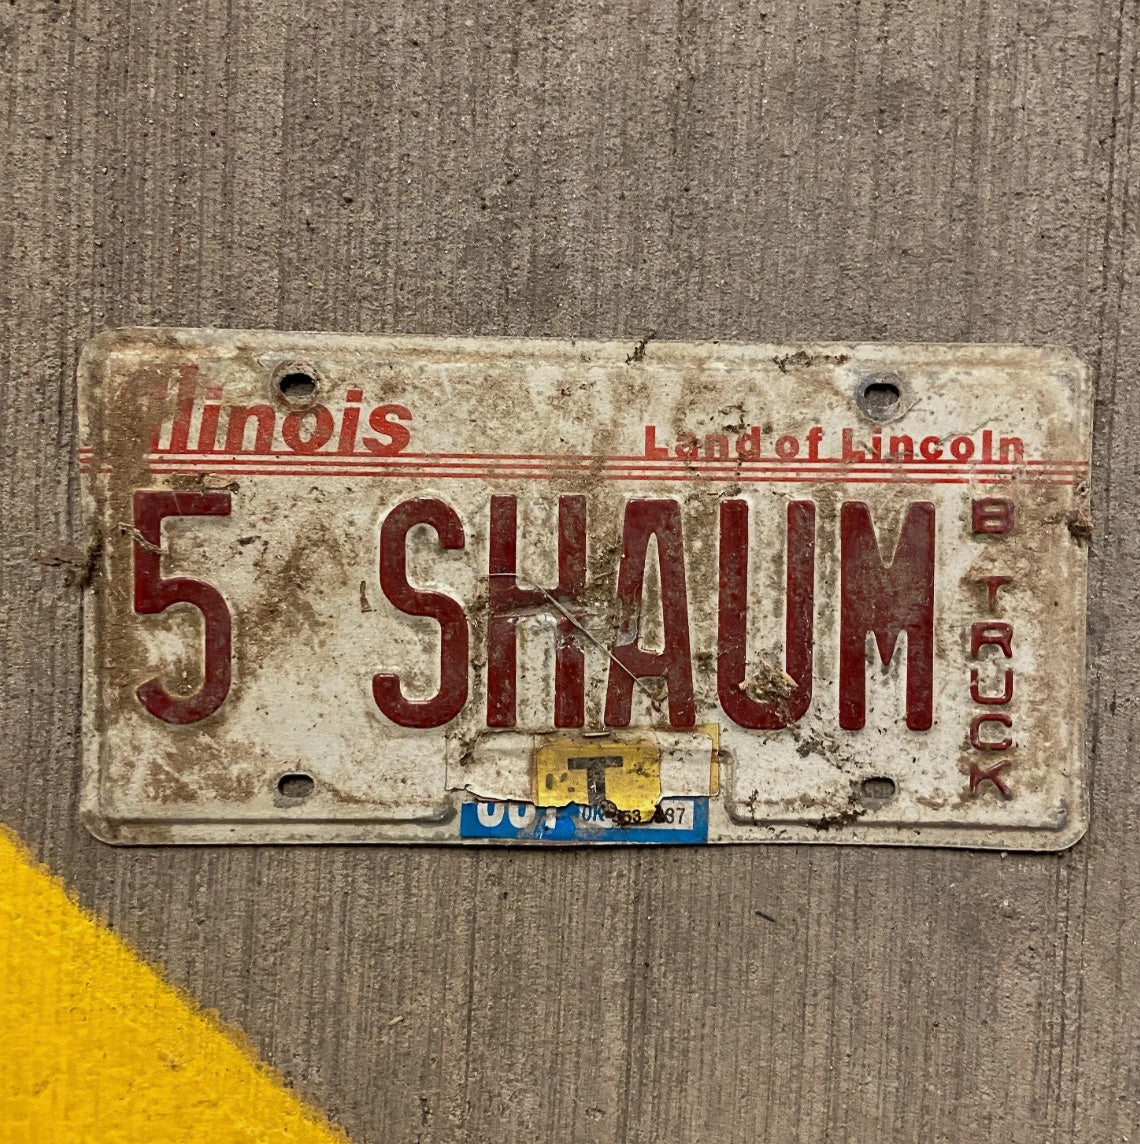 Illinois
Land of Lincoln
5 SHAUM
B TRUCK
T